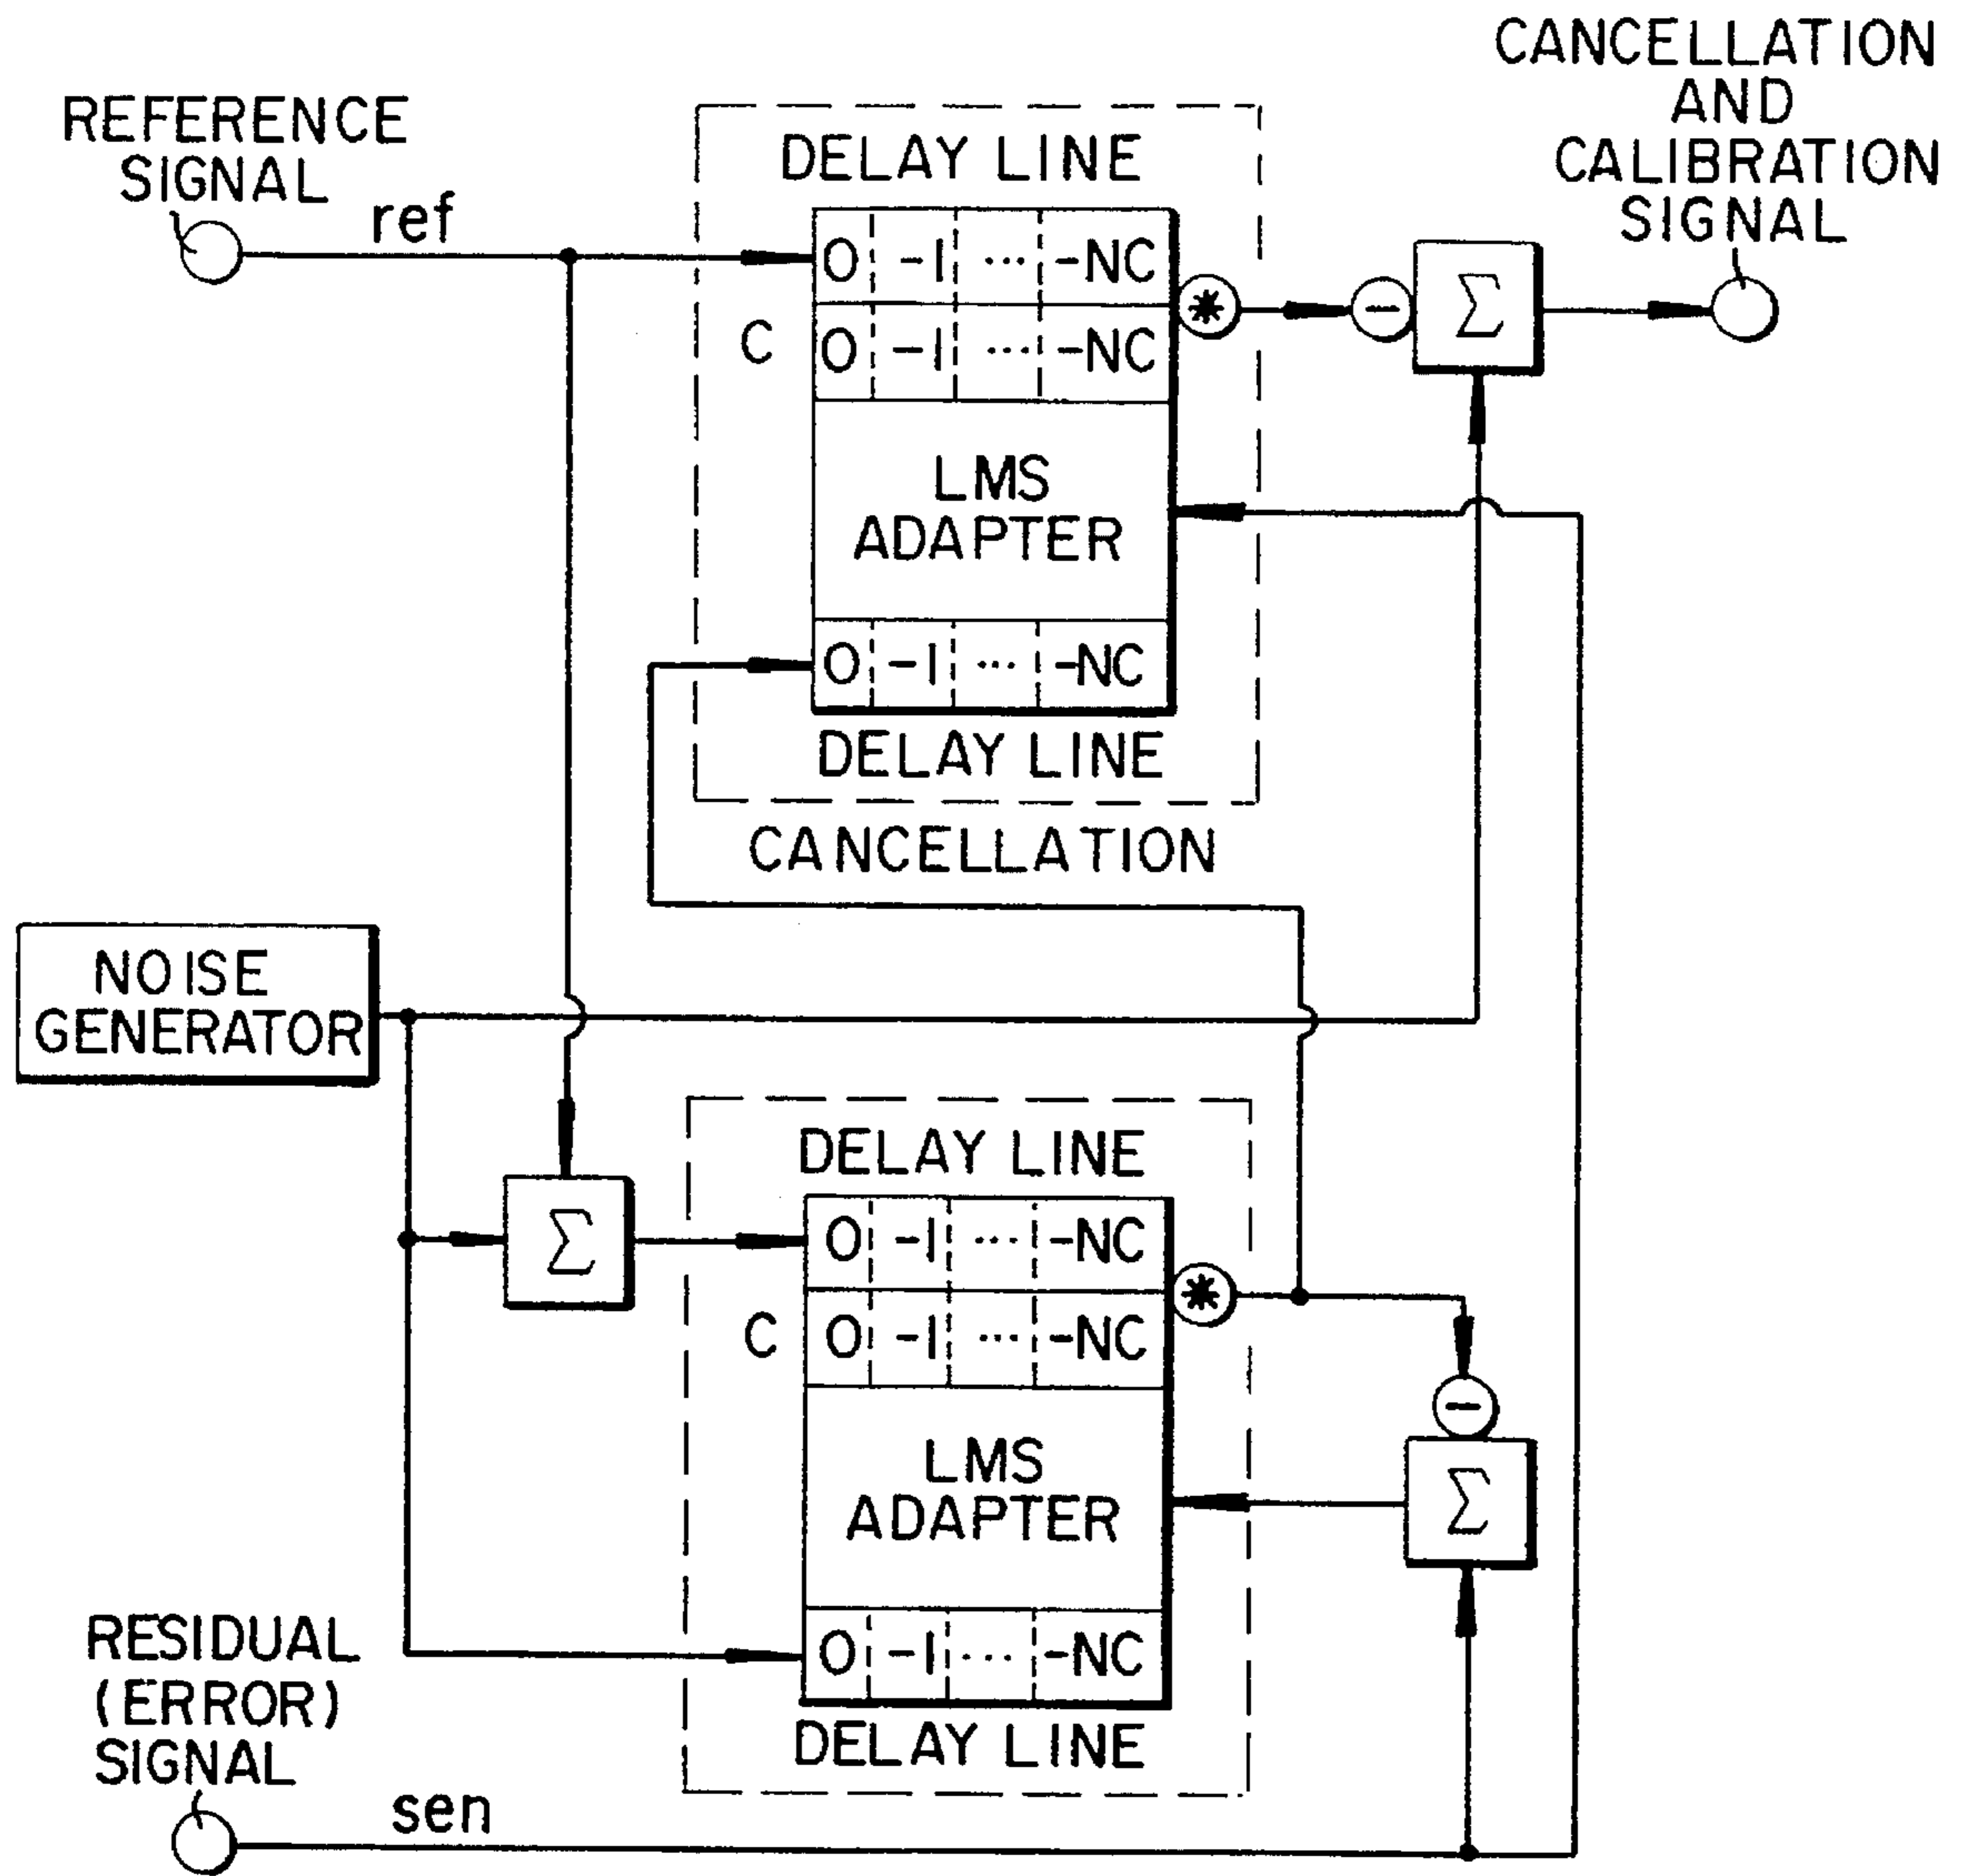 CANCELLATION
AND
CALIBRATION
SIGNAL
REFERENCE
SIGNAL
ref
DELAY LINE
0 -1 ... -NC
* - Σ
C 0 -1 ... -NC
LMS
ADAPTER
0 -1 ... -NC
DELAY LINE
CANCELLATION
NOISE
GENERATOR
DELAY LINE
Σ
0 -1 ... -NC
*
C 0 -1 ... -NC
-
LMS
ADAPTER
Σ
0 -1 ... -NC
DELAY LINE
RESIDUAL
(ERROR)
SIGNAL
sen